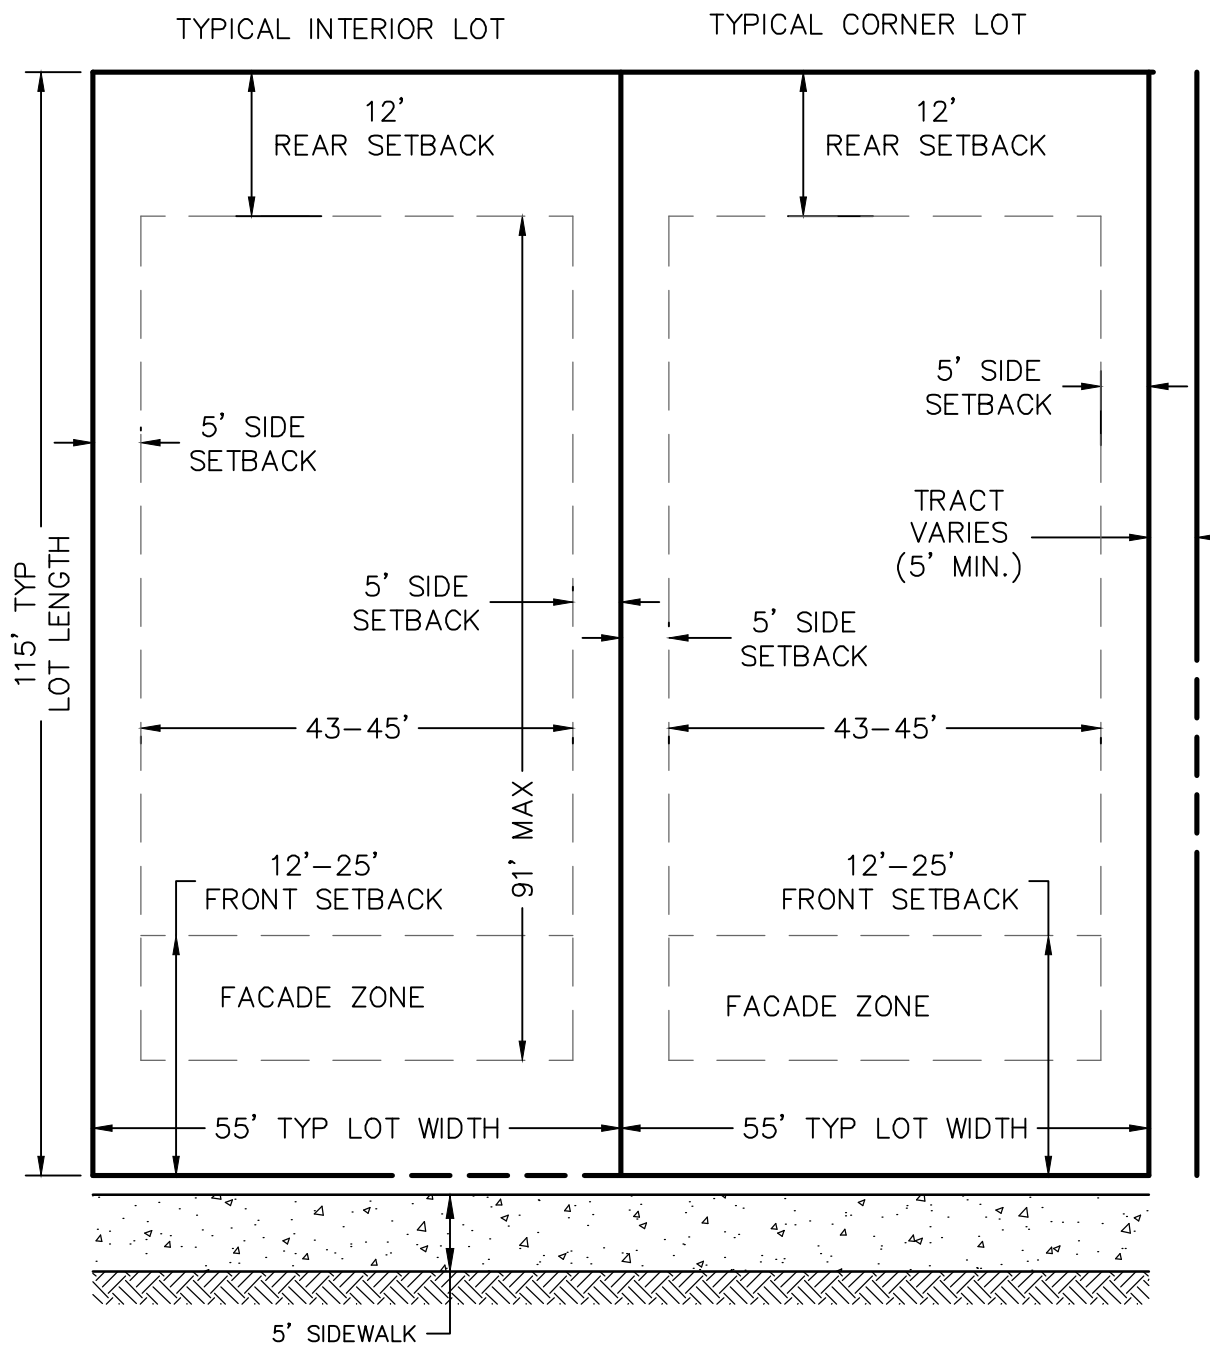 TYPICAL INTERIOR LOT
TYPICAL CORNER LOT
12'
REAR SETBACK
12'
REAR SETBACK
5' SIDE
SETBACK
5' SIDE
SETBACK
TRACT
VARIES
(5' MIN.)
115' TYP
LOT LENGTH
5' SIDE
SETBACK
5' SIDE
SETBACK
43-45'
43-45'
91' MAX
12'-25'
FRONT SETBACK
12'-25'
FRONT SETBACK
FACADE ZONE
FACADE ZONE
55' TYP LOT WIDTH
55' TYP LOT WIDTH
5' SIDEWALK